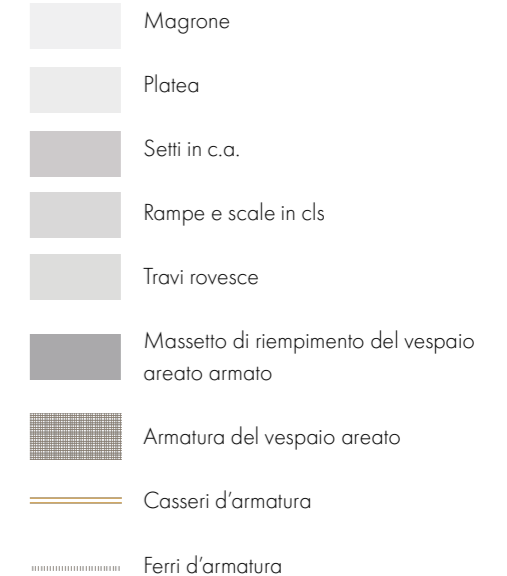 Magrone
Platea
Setti in c.a.
Rampe e scale in cls
Travi rovesce
Massetto di riempimento del vespaio
areato armato
Armatura del vespaio areato
Casseri d'armatura
Ferri d'armatura